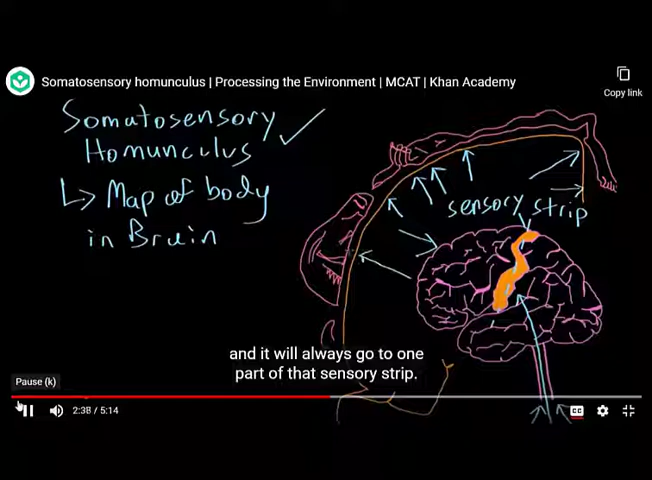 Somatosensory homunculus | Processing the Environment | MCAT | Khan Academy
Copy link
Somatosensory
Homunculus
Map of body
in Brain
sensory strip
and it will always go to one
part of that sensory strip.
Pause (k)
2:38 / 5:14
CC